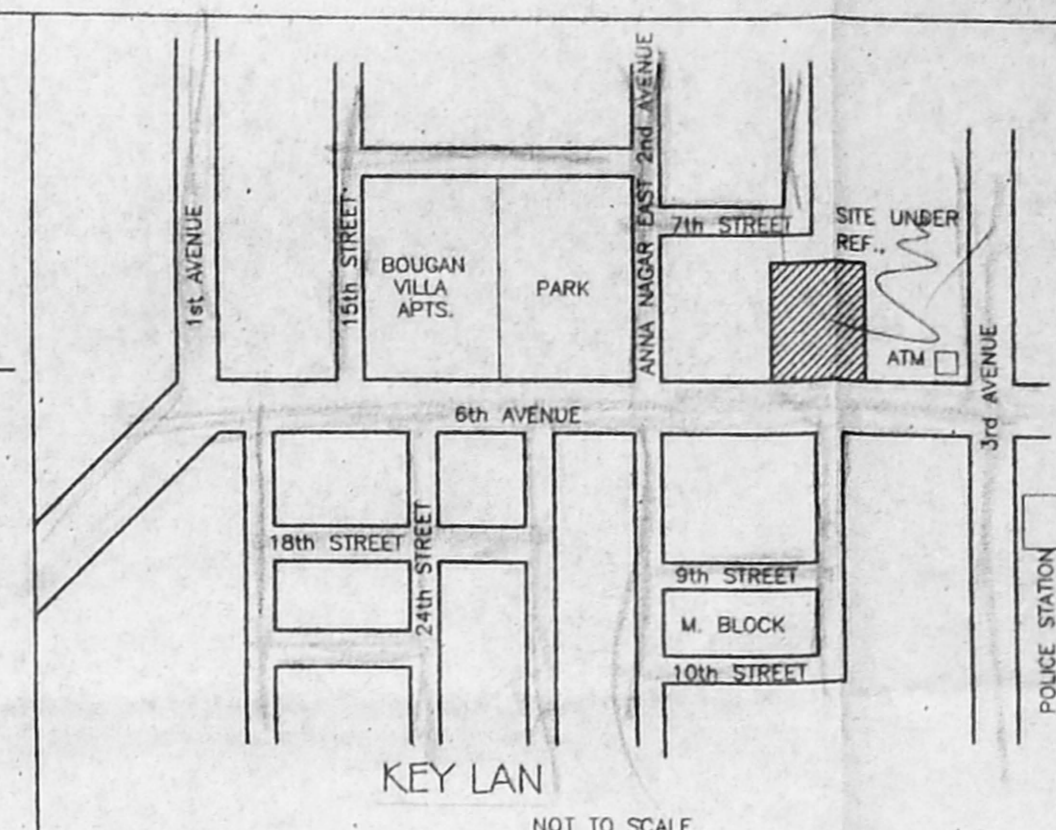 1st AVENUE
15th STREET
BOUGAN
VILLA
APTS.
PARK
ANNA NAGAR EAST 2nd AVENUE
7th STREET
SITE UNDER
REF.,
ATM
3rd AVENUE
6th AVENUE
18th STREET
24th STREET
9th STREET
M. BLOCK
10th STREET
POLICE STATION
KEY LAN
NOT TO SCALE